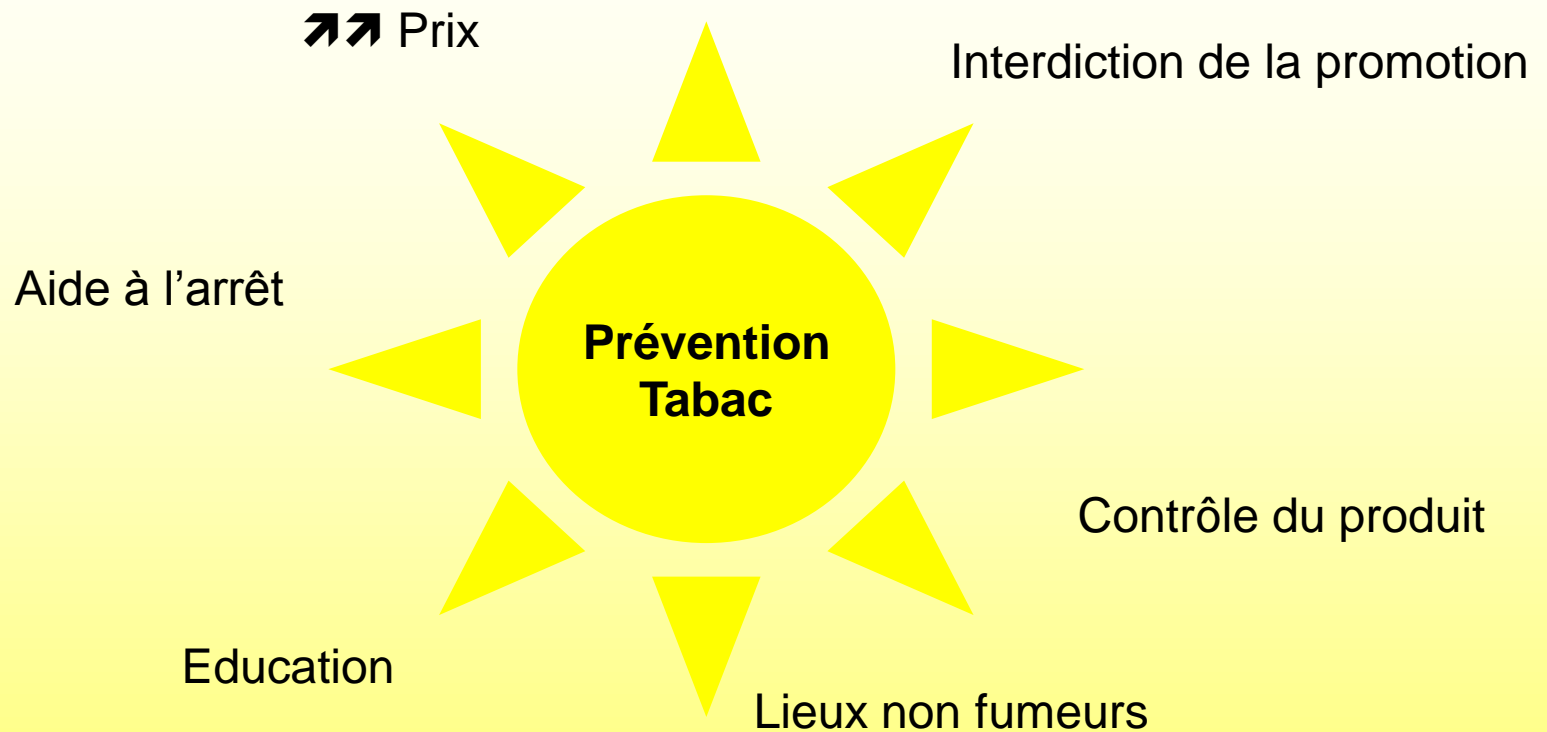 ⬈⬈ Prix
Interdiction de la promotion
Aide à l’arrêt
Prévention
Tabac
Contrôle du produit
Education
Lieux non fumeurs